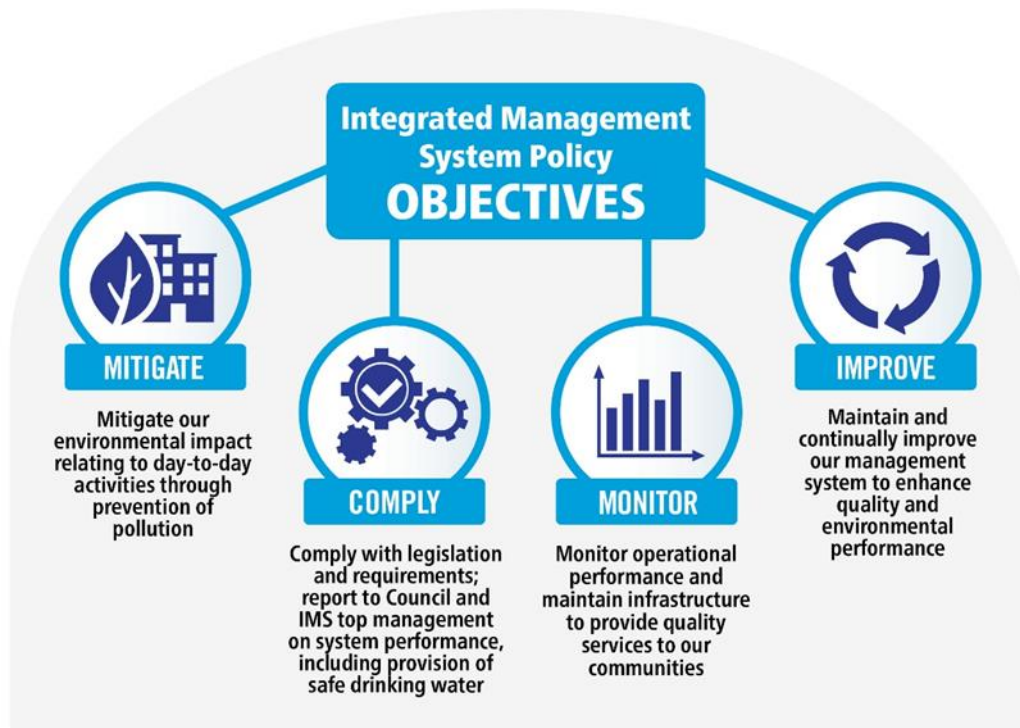 Integrated Management
System Policy
OBJECTIVES
MITIGATE
Mitigate our
environmental impact
relating to day-to-day
activities through
prevention of
pollution
COMPLY
Comply with legislation
and requirements;
report to Council and
IMS top management
on system performance,
including provision of
safe drinking water
MONITOR
Monitor operational
performance and
maintain infrastructure
to provide quality
services to our
communities
IMPROVE
Maintain and
continually improve
our management
system to enhance
quality and
environmental
performance